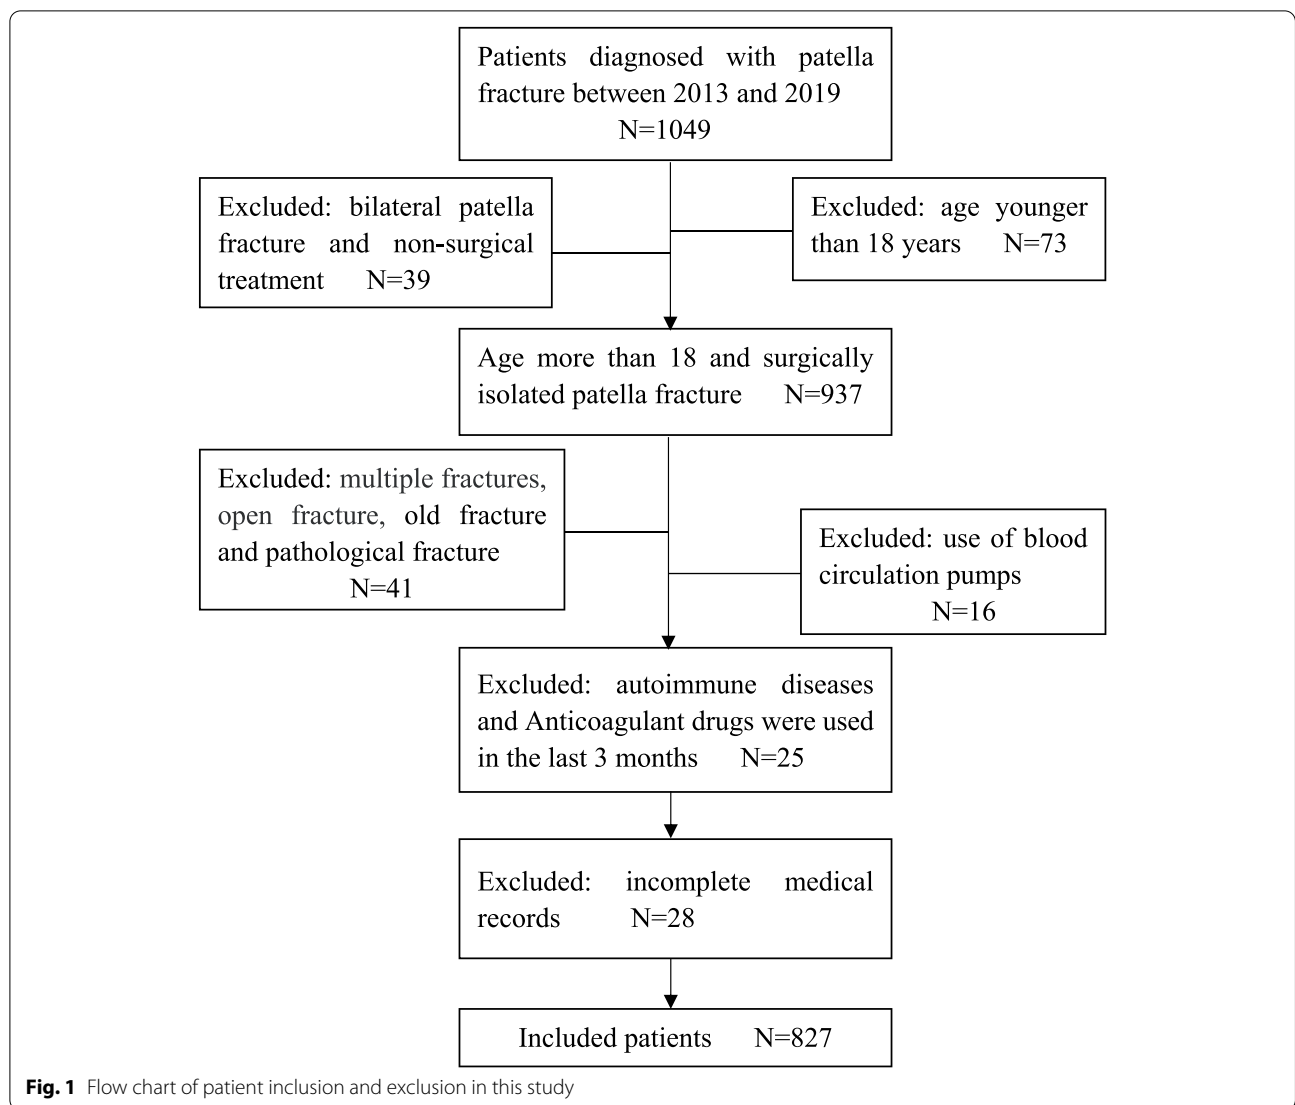 Patients diagnosed with patella
fracture between 2013 and 2019
N=1049
Excluded: bilateral patella
fracture and non-surgical
treatment N=39
Excluded: age younger
than 18 years N=73
Age more than 18 and surgically
isolated patella fracture N=937
Excluded: multiple fractures,
open fracture, old fracture
and pathological fracture
N=41
Excluded: use of blood
circulation pumps
N=16
Excluded: autoimmune diseases
and Anticoagulant drugs were used
in the last 3 months N=25
Excluded: incomplete medical
records N=28
Included patients N=827
Fig. 1 Flow chart of patient inclusion and exclusion in this study